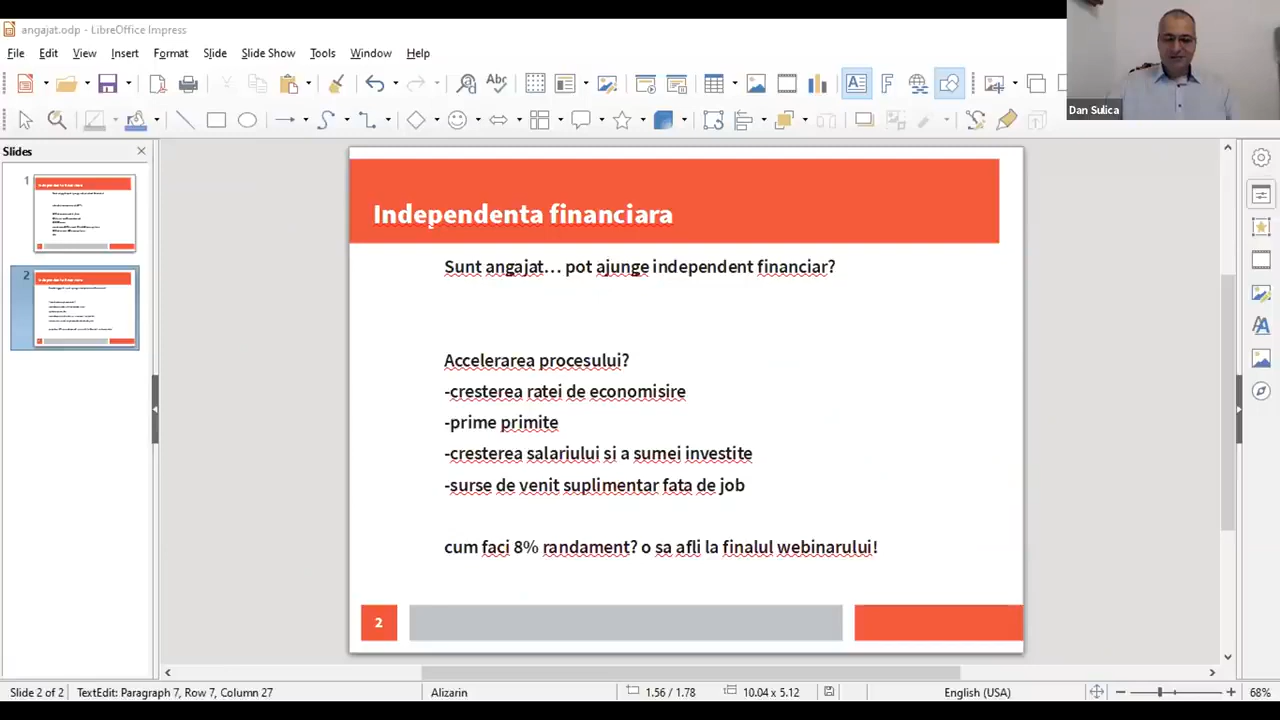 angajat.odp - LibreOffice Impress
File Edit View Insert Format Slide Slide Show Tools Window Help
Dan Sulica
Slides
1
2
Independenta financiara
Sunt angajat… pot ajunge independent financiar?
Accelerarea procesului?
-cresterea ratei de economisire
-prime primite
-cresterea salariului si a sumei investite
-surse de venit suplimentar fata de job
cum faci 8% randament? o sa afli la finalul webinarului!
2
Slide 2 of 2 TextEdit: Paragraph 7, Row 7, Column 27 Alizarin 1.56 / 1.78 10.04 x 5.12 English (USA) 68%